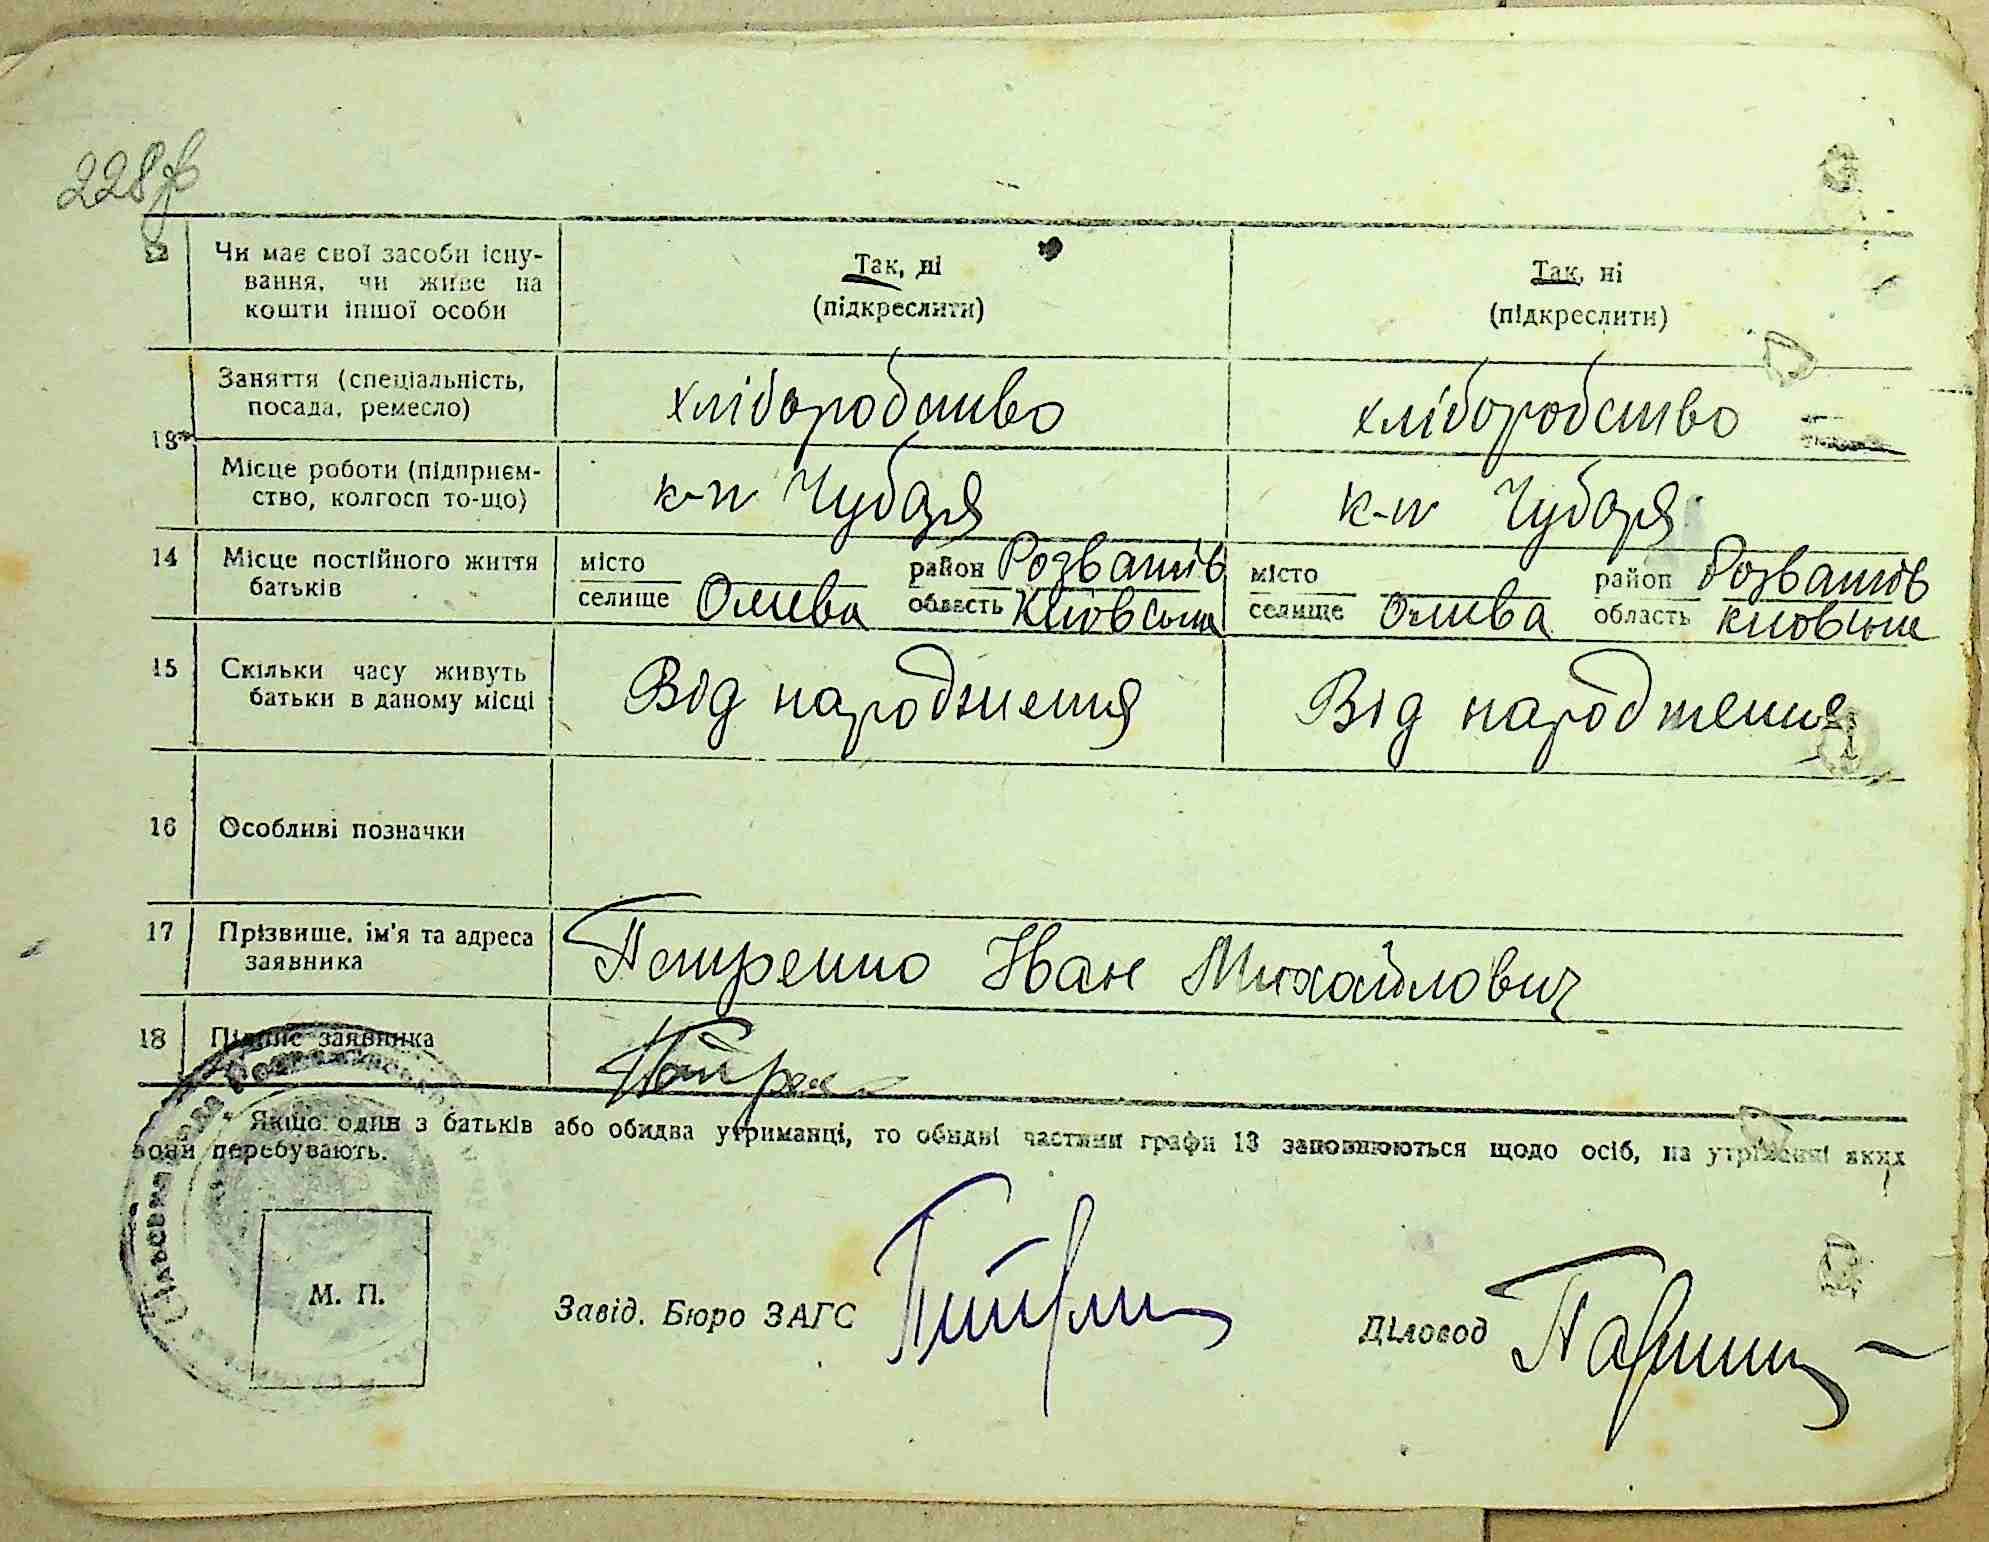 228
12 Чи має свої засоби існу- Так, ні Так, ні
вання, чи живе на (підкреслити) (підкреслити)
кошти іншої особи
Заняття (спеціальність, хліборобство хліборобство
посада, ремесло)
13*
Місце роботи (підприєм- к-п Чубаря к-п Чубаря
ство, колгосп то-що)
14 Місце постійного життя місто район Розважів місто район Розважів
батьків селище Олива область Київська селище Олива область Київська
15 Скільки часу живуть Від народження Від народження
батьки в даному місці
16 Особливі позначки
17 Прізвище, ім'я та адреса Петренко Іван Михайлович
заявника
18 Підпис заявника
Якщо один з батьків або обидва утриманці, то обидві частини графи 13 заповнюються щодо осіб, на утриманні яких
вони перебувають.
М. П. Завід. Бюро ЗАГС Діловод